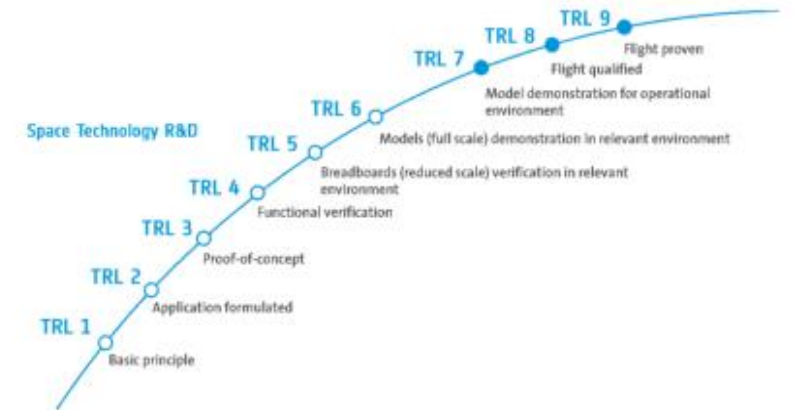 TRL 9
Flight proven
TRL 8
Flight qualified
TRL 7
Model demonstration for operational
environment
TRL 6
Models (full scale) demonstration in relevant environment
Space Technology R&D
TRL 5
Breadboards (reduced scale) verification in relevant
environment
TRL 4
Functional verification
TRL 3
Proof-of-concept
TRL 2
Application formulated
TRL 1
Basic principle